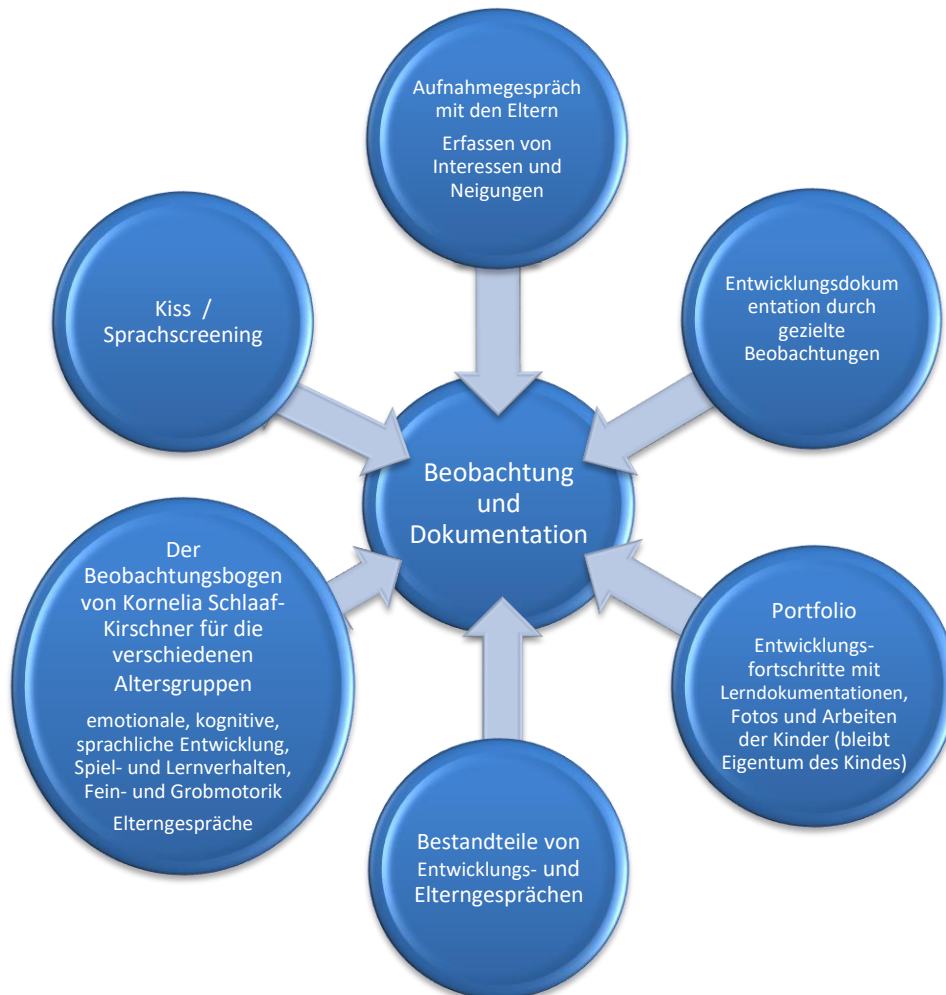 Aufnahmegespräch
mit den Eltern
Erfassen von
Interessen und
Neigungen
Kiss /
Sprachscreening
Entwicklungsdokum
entation durch
gezielte
Beobachtungen
Beobachtung
und
Dokumentation
Der
Beobachtungsbogen
von Kornelia Schlaaf-
Kirschner für die
verschiedenen
Altersgruppen
emotionale, kognitive,
sprachliche Entwicklung,
Spiel- und Lernverhalten,
Fein- und Grobmotorik
Elterngespräche
Portfolio
Entwicklungs-
fortschritte mit
Lerndokumentationen,
Fotos und Arbeiten
der Kinder (bleibt
Eigentum des Kindes)
Bestandteile von
Entwicklungs- und
Elterngesprächen